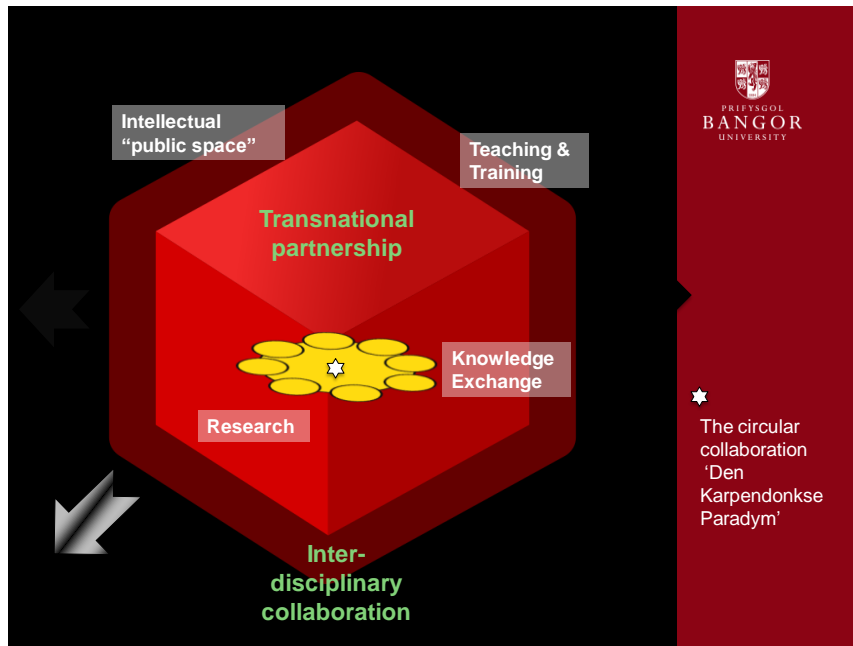 Intellectual
“public space”
Teaching &
Training
Transnational
partnership
Knowledge
Exchange
Research
Inter-
disciplinary
collaboration
PRIFYSGOL
BANGOR
UNIVERSITY
The circular
collaboration
‘Den
Karpendonkse
Paradym’